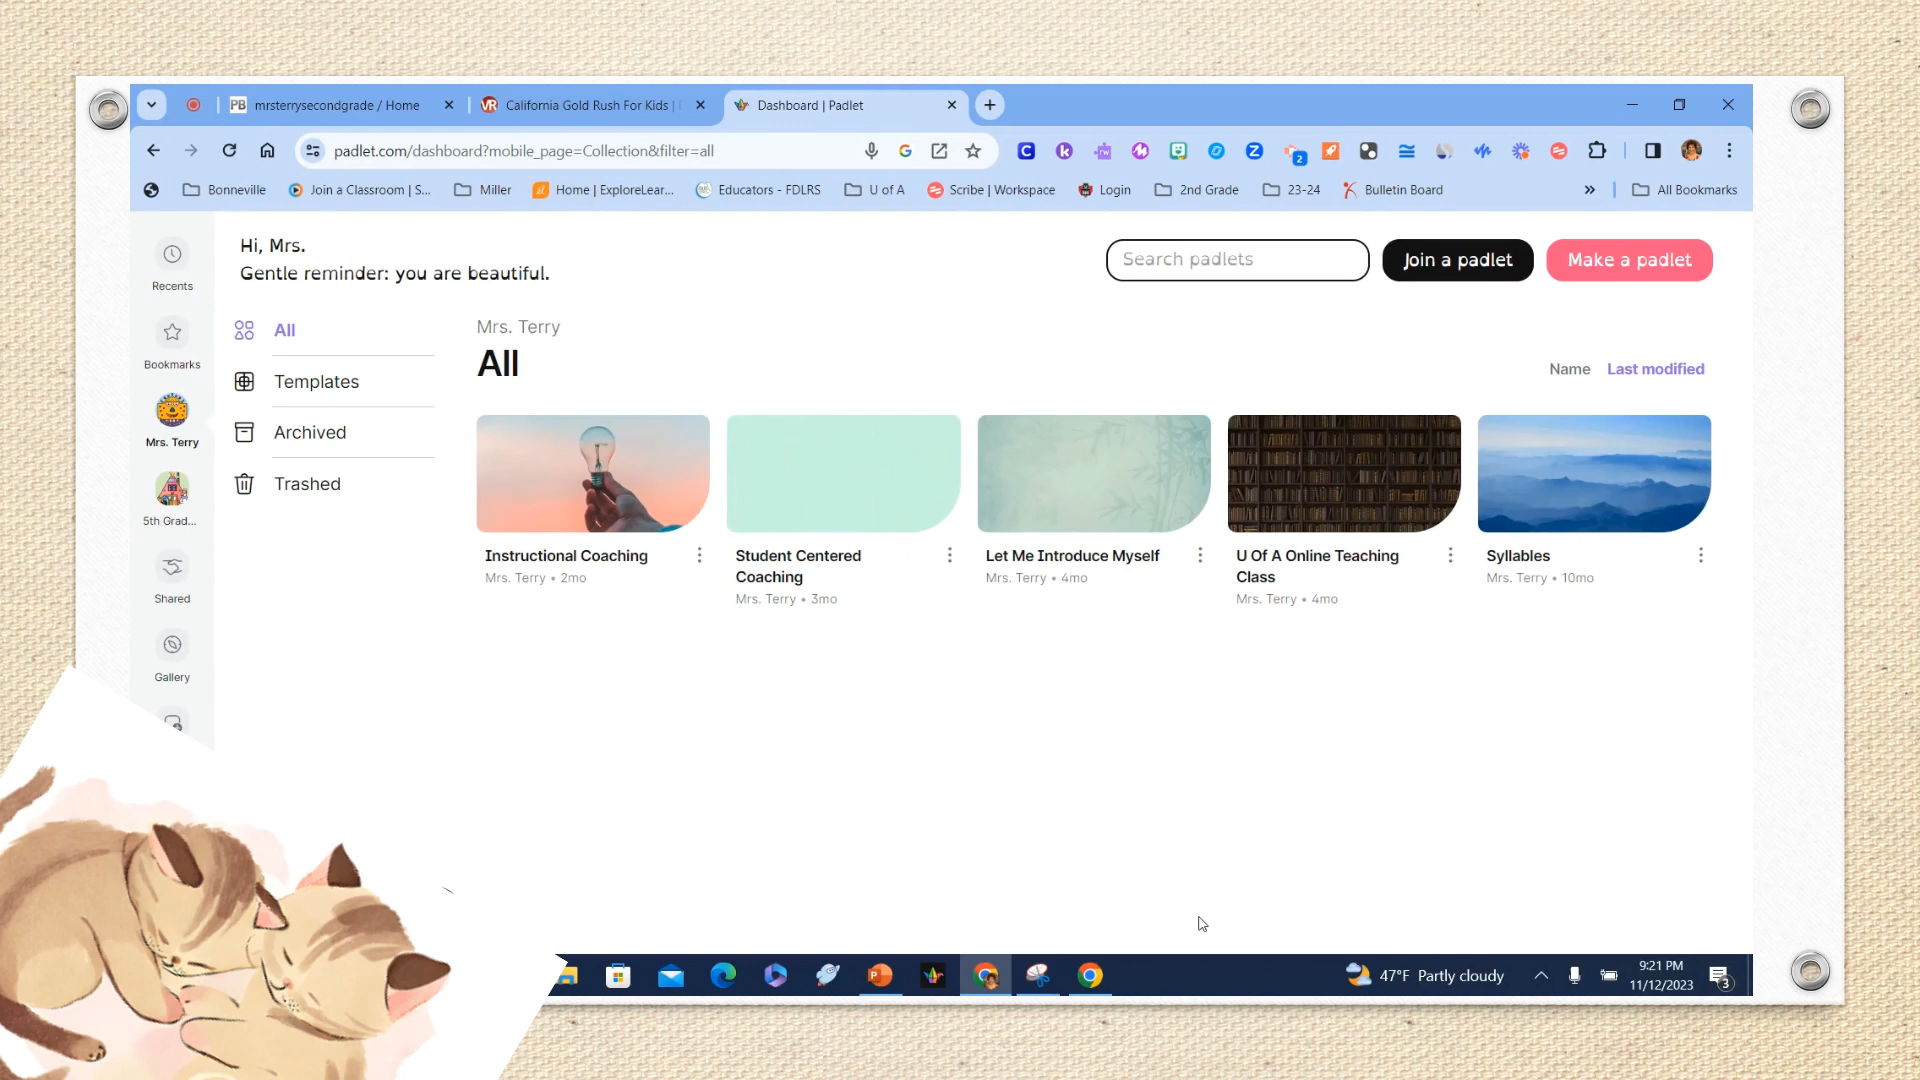 PB mrsterrysecondgrade / Home
VR California Gold Rush For Kids |
Dashboard | Padlet
padlet.com/dashboard?mobile_page=Collection&filter=all
Bonneville
Join a Classroom | S...
Miller
Home | ExploreLear...
Educators - FDLRS
U of A
Scribe | Workspace
Login
2nd Grade
23-24
Bulletin Board
All Bookmarks
Hi, Mrs.
Gentle reminder: you are beautiful.
Search padlets
Join a padlet
Make a padlet
Recents
Bookmarks
Mrs. Terry
5th Grad...
Shared
Gallery
All
Templates
Archived
Trashed
Mrs. Terry
All
Name
Last modified
Instructional Coaching
Mrs. Terry • 2mo
Student Centered
Coaching
Mrs. Terry • 3mo
Let Me Introduce Myself
Mrs. Terry • 4mo
U Of A Online Teaching
Class
Mrs. Terry • 4mo
Syllables
Mrs. Terry • 10mo
47°F Partly cloudy
9:21 PM
11/12/2023
3